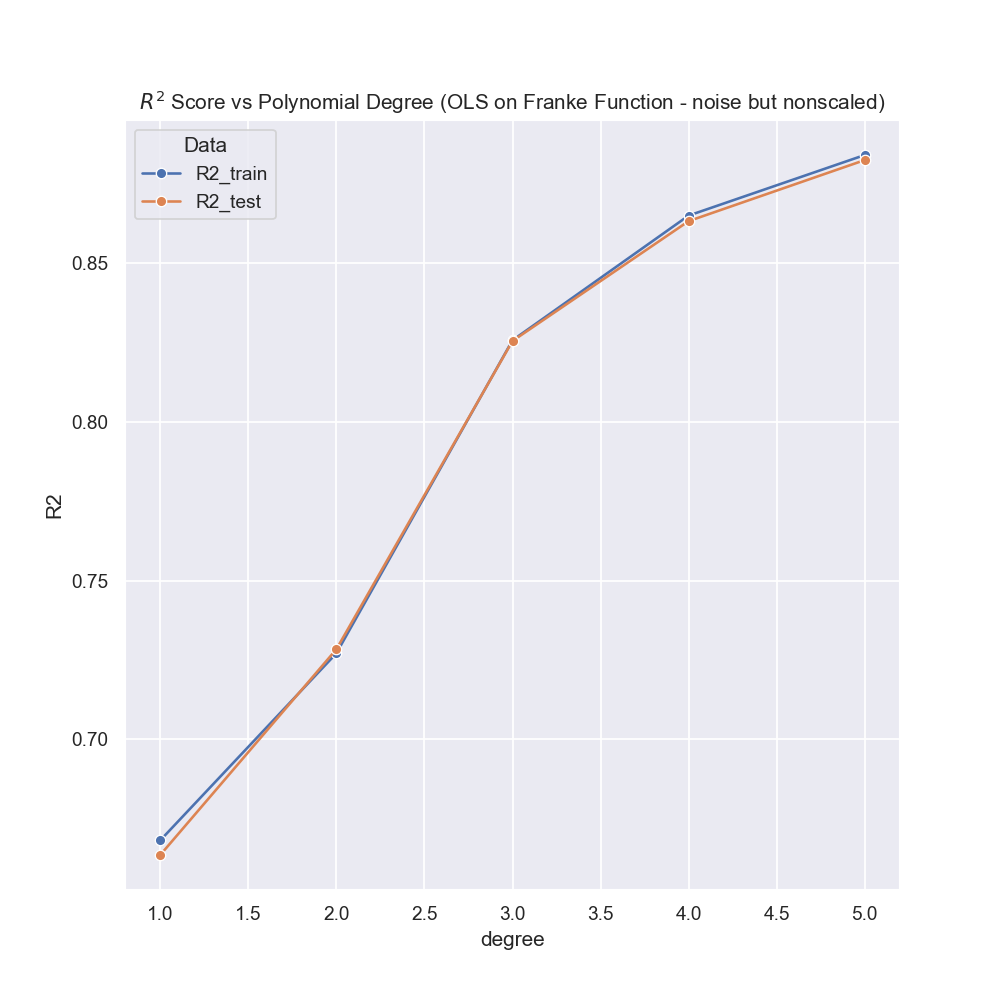 R² Score vs Polynomial Degree (OLS on Franke Function - noise but nonscaled)
Data
R2_train
R2_test
0.85
0.80
0.75
0.70
R2
1.0 1.5 2.0 2.5 3.0 3.5 4.0 4.5 5.0
degree